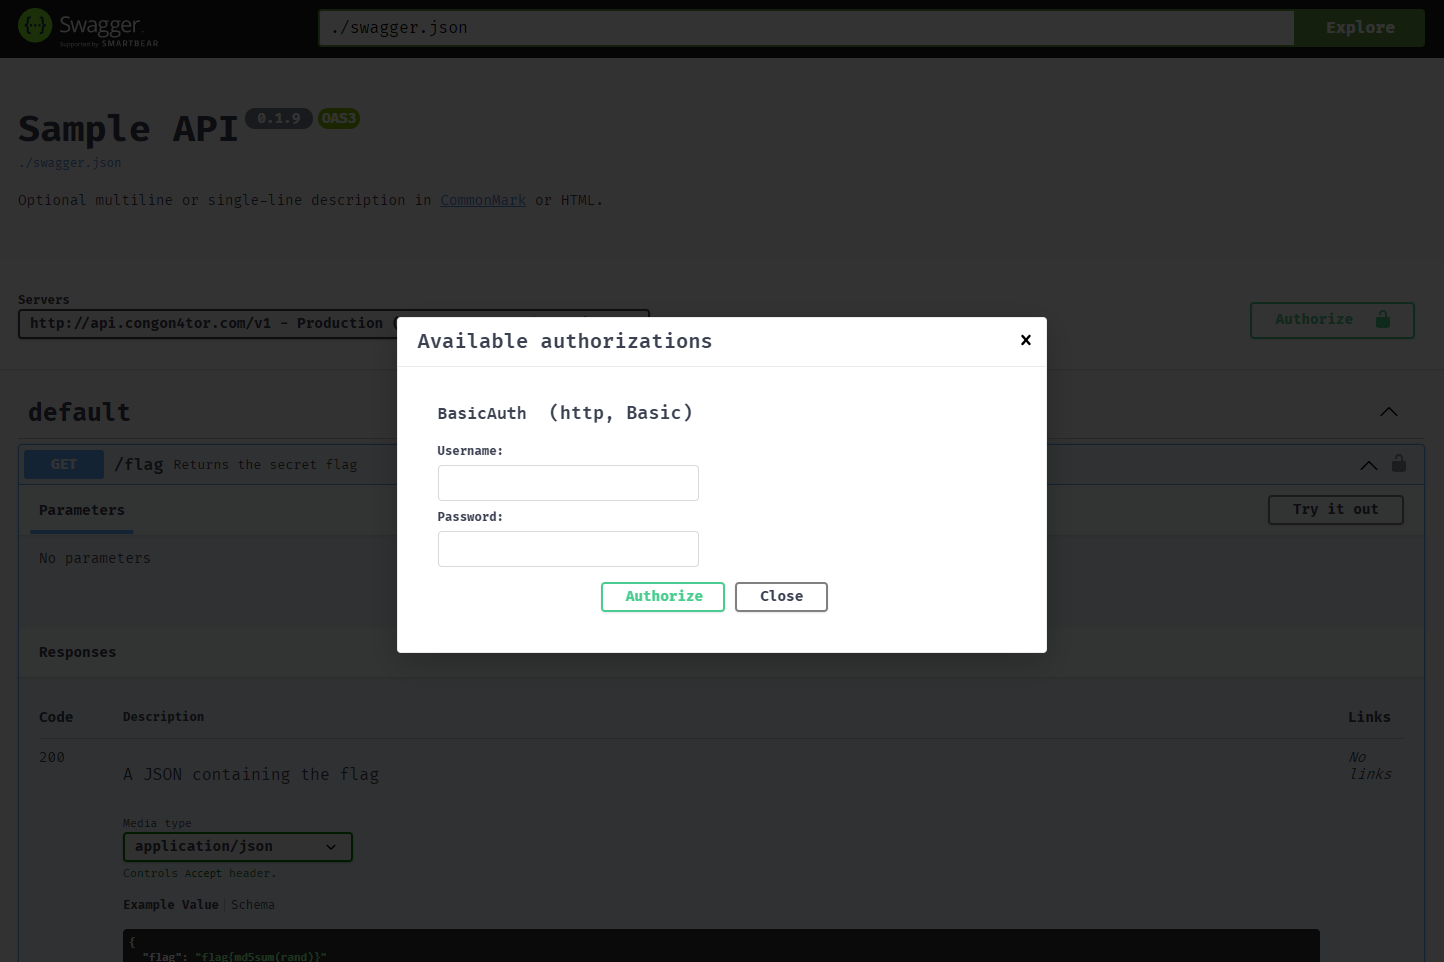 Swagger.
Supported by SMARTBEAR
./swagger.json
Explore
Sample API 0.1.9 OAS3
./swagger.json
Optional multiline or single-line description in CommonMark or HTML.
Servers
http://api.congon4tor.com/v1 - Production (
Authorize
Available authorizations
BasicAuth (http, Basic)
Username:
Password:
Authorize Close
default
GET /flag Returns the secret flag
Parameters
Try it out
No parameters
Responses
Code Description Links
200
A JSON containing the flag
No
links
Media type
application/json
Controls Accept header.
Example Value Schema
{
"flag": "flag{md5sum(rand)}"